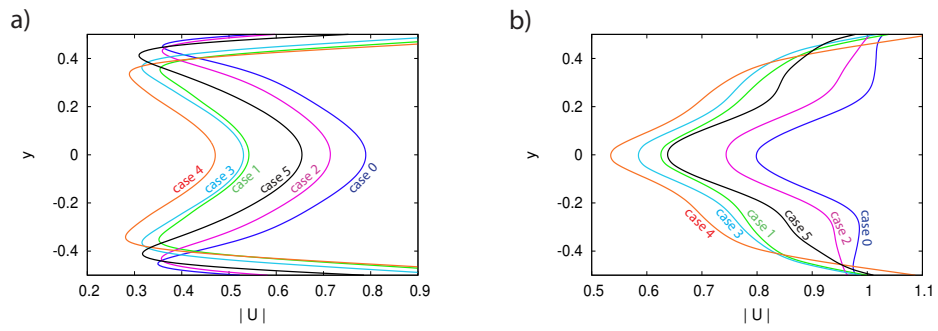 a)
0.4
0.2
0
-0.2
-0.4
y
case 4
case 3
case 1
case 5
case 2
case 0
0.2 0.3 0.4 0.5 0.6 0.7 0.8 0.9
| U |
b)
0.4
0.2
0
-0.2
-0.4
y
case 4
case 3
case 1
case 5
case 2
case 0
0.5 0.6 0.7 0.8 0.9 1 1.1
| U |